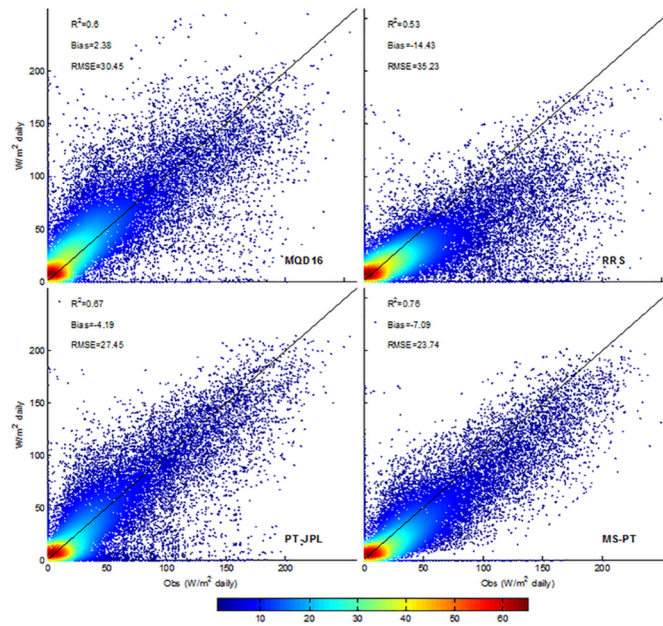 R²=0.6
Bias=2.38
RMSE=30.45
200
150
100
50
0
W/m² daily
MQD16
R²=0.53
Bias=-14.43
RMSE=35.23
RRS
R²=0.67
Bias=-4.19
RMSE=27.45
200
150
100
50
0
W/m² daily
PT-JPL
0 50 100 150 200
Obs (W/m² daily)
R²=0.76
Bias=-7.09
RMSE=23.74
MS-PT
0 50 100 150 200 250
Obs (W/m² daily)
10 20 30 40 50 60